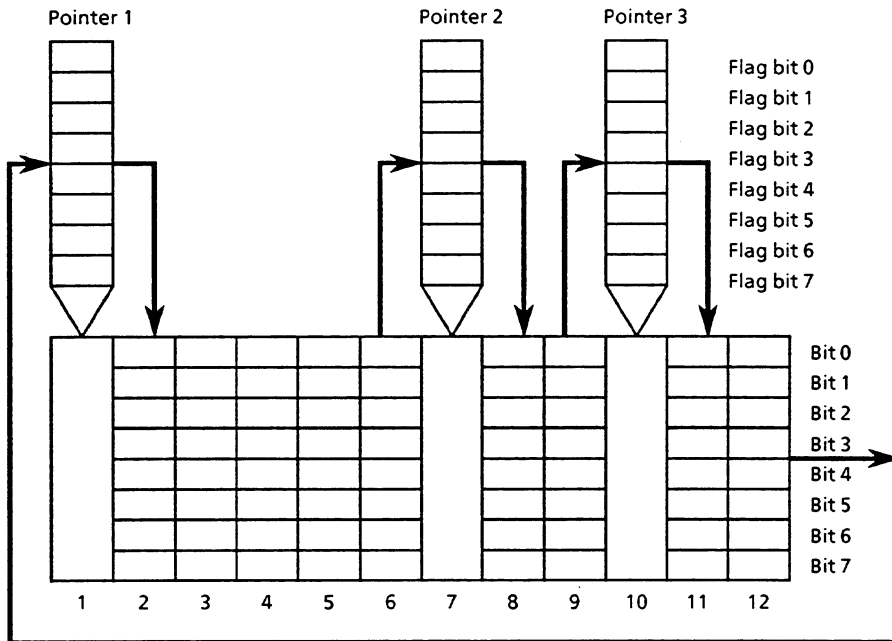 Pointer 1 Pointer 2 Pointer 3
Flag bit 0
Flag bit 1
Flag bit 2
Flag bit 3
Flag bit 4
Flag bit 5
Flag bit 6
Flag bit 7
Bit 0
Bit 1
Bit 2
Bit 3
Bit 4
Bit 5
Bit 6
Bit 7
1 2 3 4 5 6 7 8 9 10 11 12